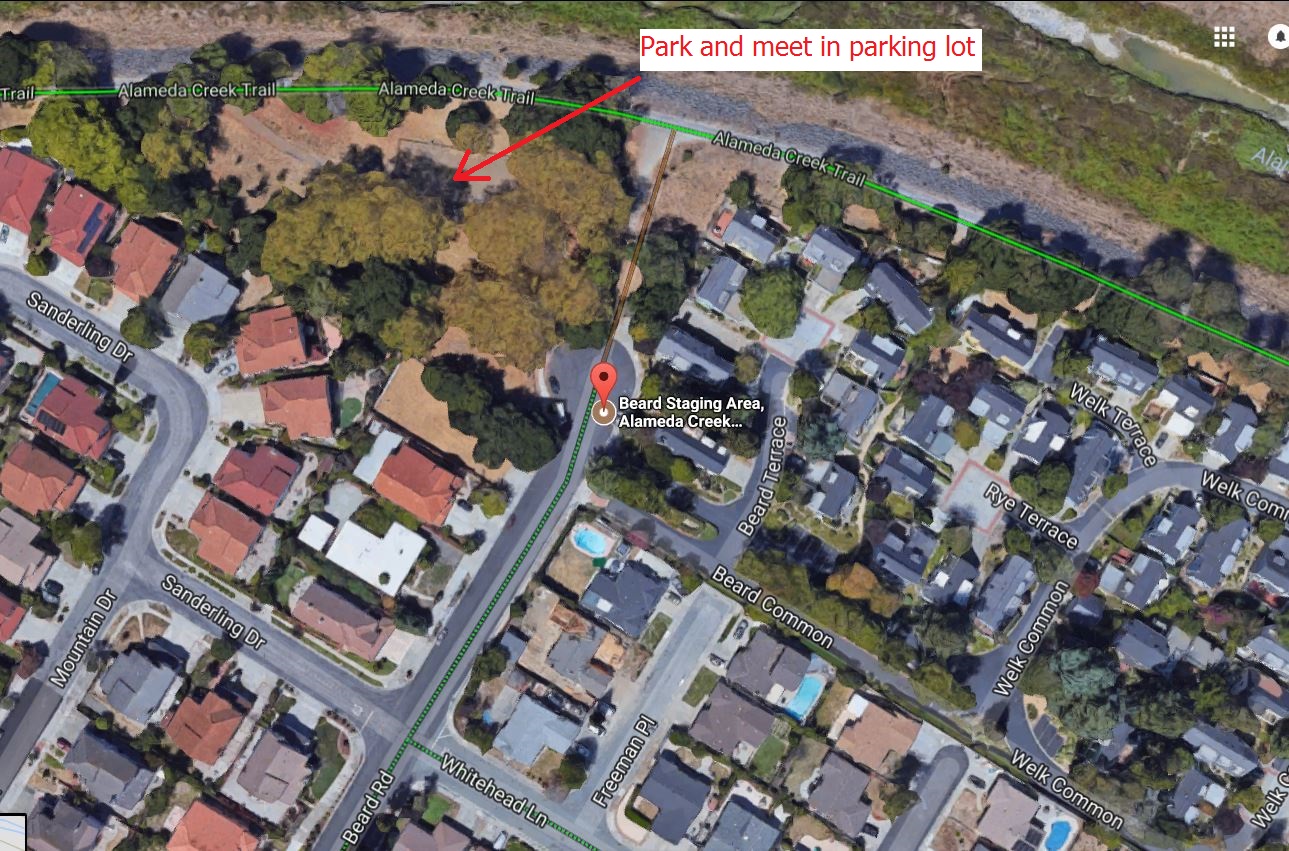 Park and meet in parking lot
Trail
Alameda Creek Trail
Alameda Creek Trail
Alameda Creek Trail
Alam
Sanderling Dr
Beard Staging Area,
Alameda Creek...
Beard Terrace
Welk Terrace
Welk Comm
Rye Terrace
Sanderling Dr
Mountain Dr
Beard Common
Welk Common
Freeman Pl
Whitehead Ln
Beard Rd
Welk Common
Welk C